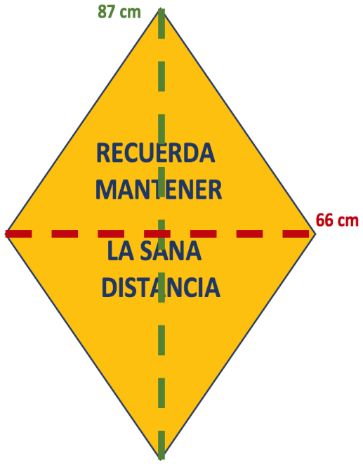 87 cm
RECUERDA
MANTENER
66 cm
LA SANA
DISTANCIA